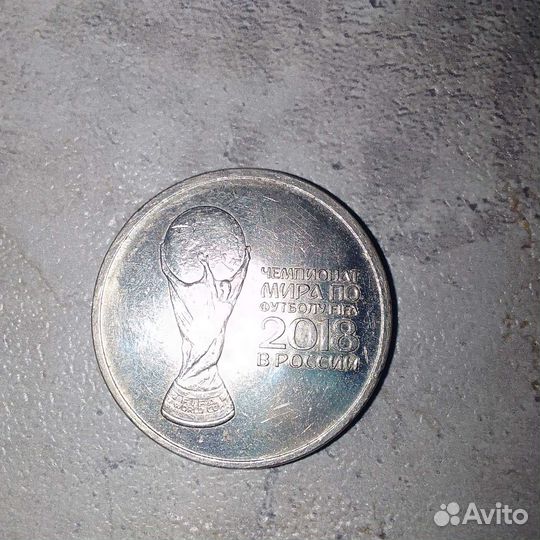 ЧЕМПИОНАТ
МИРА ПО
ФУТБОЛУ FIFA
2018
В РОССИИ
Avito